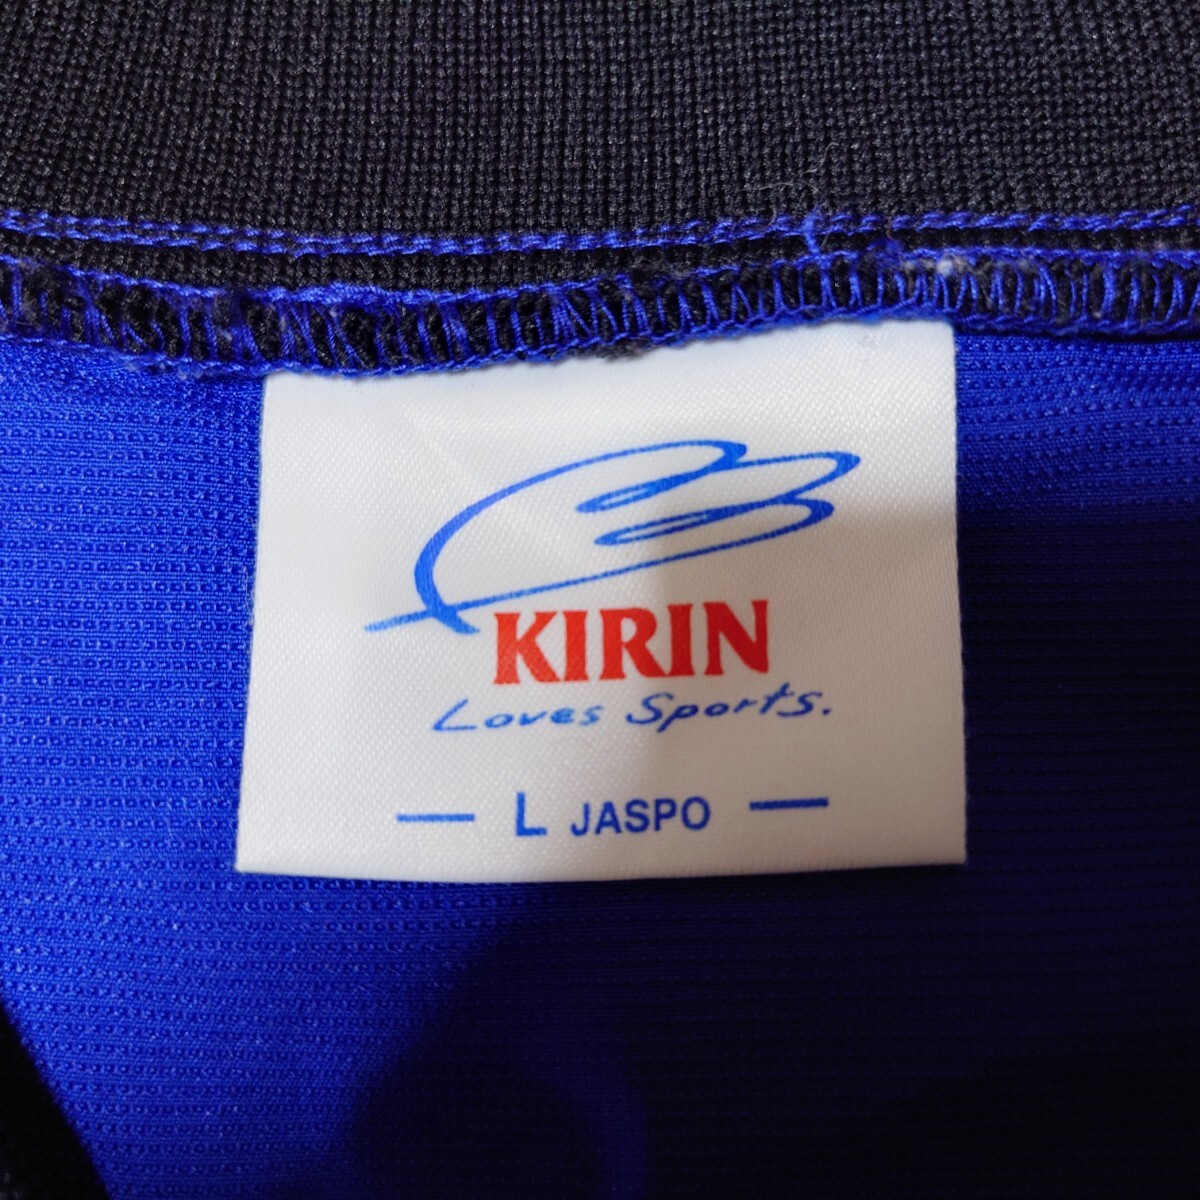 KIRIN
Loves Sports.
— L JASPO —